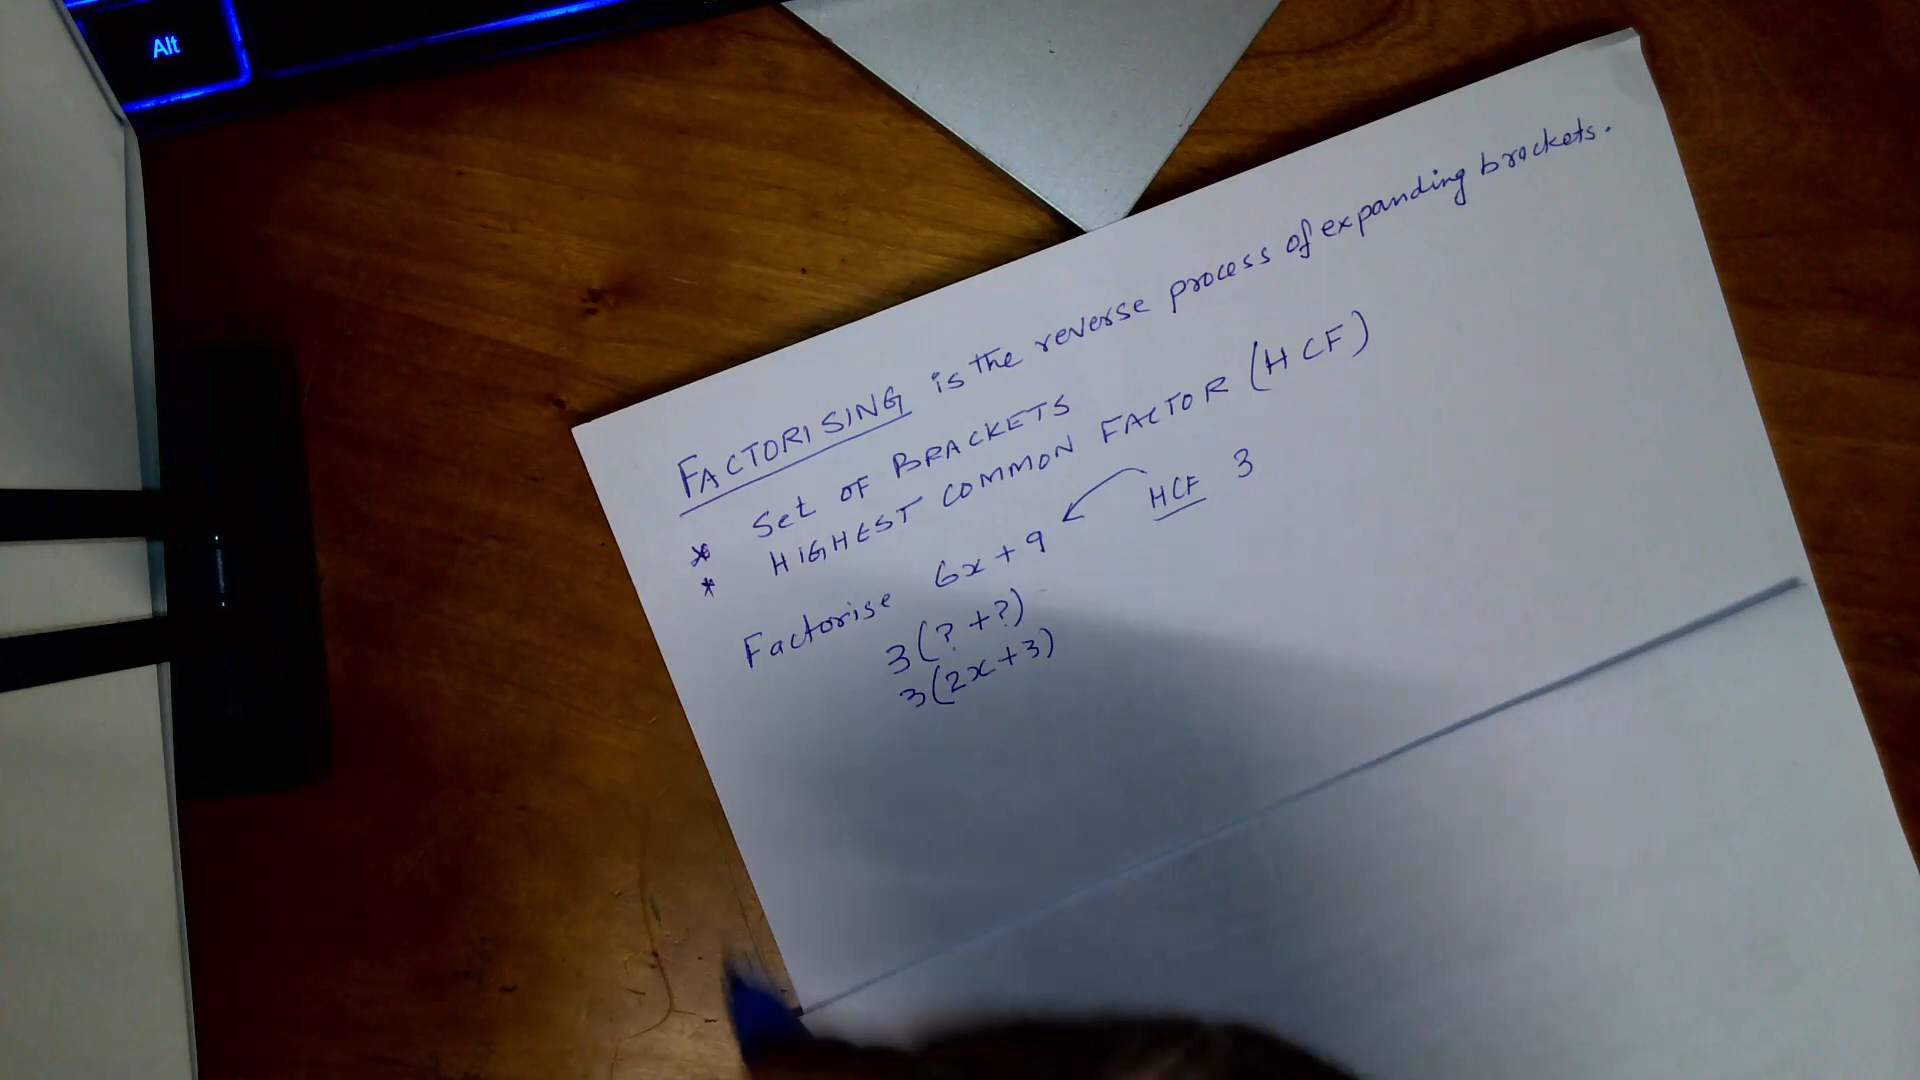 Alt
FACTORISING is the reverse process of expanding brackets.
* Set OF BRACKETS
* HIGHEST COMMON FACTOR (HCF)
Factorise 6x + 9 HCF 3
3(? + ?)
3(2x + 3)